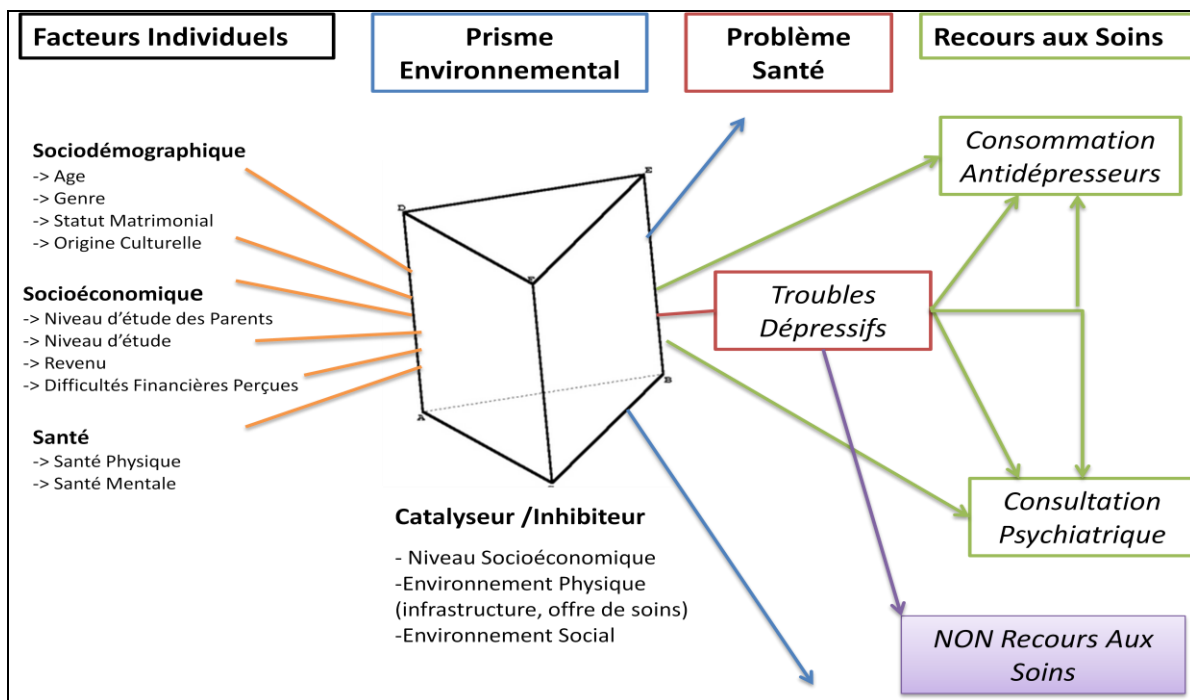 Facteurs Individuels
Prisme
Environnemental
Problème
Santé
Recours aux Soins
Sociodémographique
-> Age
-> Genre
-> Statut Matrimonial
-> Origine Culturelle
Socioéconomique
-> Niveau d'étude des Parents
-> Niveau d'étude
-> Revenu
-> Difficultés Financières Perçues
Santé
-> Santé Physique
-> Santé Mentale
D
E
A
B
Catalyseur /Inhibiteur
- Niveau Socioéconomique
-Environnement Physique
(infrastructure, offre de soins)
-Environnement Social
Troubles
Dépressifs
Consommation
Antidépresseurs
Consultation
Psychiatrique
NON Recours Aux
Soins